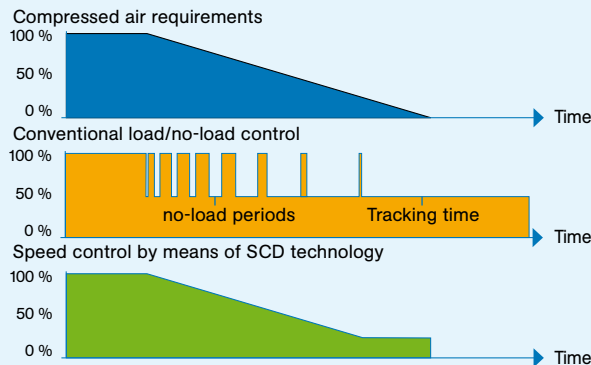 Compressed air requirements
100 %
50 %
0 %
Time
Conventional load/no-load control
100 %
50 %
no-load periods Tracking time
0 %
Time
Speed control by means of SCD technology
100 %
50 %
0 %
Time